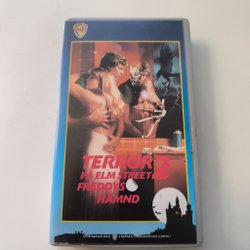 TERROR 2
PÅ ELM STREET
FREDDYS
HÄMND